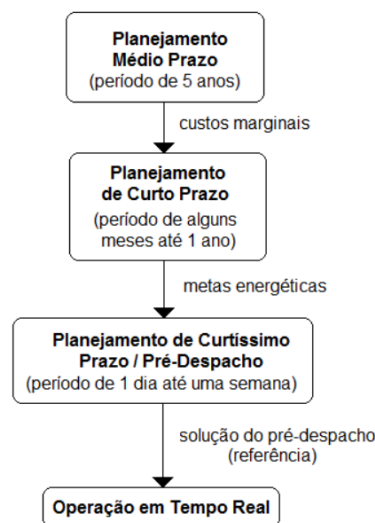 Planejamento
Médio Prazo
(período de 5 anos)
custos marginais
Planejamento
de Curto Prazo
(período de alguns
meses até 1 ano)
metas energéticas
Planejamento de Curtíssimo
Prazo / Pré-Despacho
(período de 1 dia até uma semana)
solução do pré-despacho
(referência)
Operação em Tempo Real